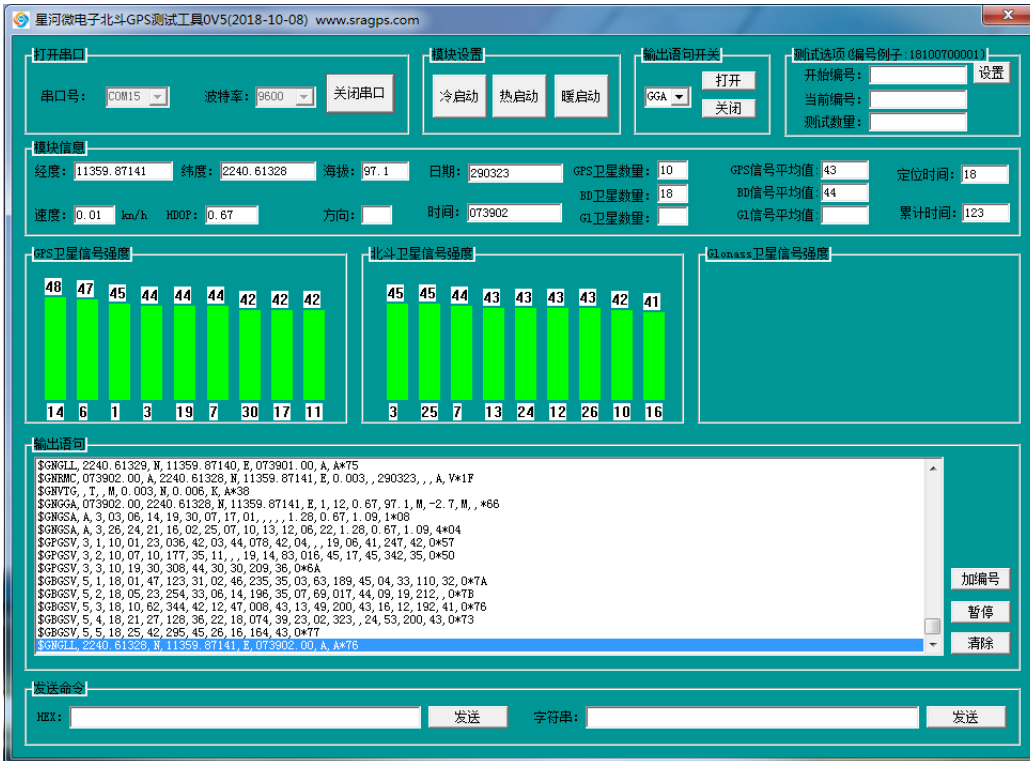 星河微电子北斗GPS测试工具0V5(2018-10-08) www.sragps.com
打开串口
串口号: COM15 波特率: 9600 关闭串口
模块设置
冷启动 热启动 暖启动
输出语句开关
GGA 打开
关闭
测试选项(编号例子:18100700001)
开始编号: 设置
当前编号:
测试数量:
模块信息
经度: 11359.87141 纬度: 2240.61328 海拔: 97.1 日期: 290323 GPS卫星数量: 10 GPS信号平均值: 43 定位时间: 18
BD卫星数量: 18 BD信号平均值: 44
速度: 0.01 km/h HDOP: 0.67 方向: 时间: 073902 Gl卫星数量: Gl信号平均值: 累计时间: 123
GPS卫星信号强度
48 47 45 44 44 44 42 42 42
14 6 1 3 19 7 30 17 11
北斗卫星信号强度
45 45 44 43 43 43 43 42 41
3 25 7 13 24 12 26 10 16
Glonass卫星信号强度
输出语句
$GNGLL,2240.61329,N,11359.87140,E,073901.00,A,A*75
$GNRMC,073902.00,A,2240.61328,N,11359.87141,E,0.003,,290323,,,A,V*1F
$GNVTG,,T,,M,0.003,N,0.006,K,A*38
$GNGGA,073902.00,2240.61328,N,11359.87141,E,1,12,0.67,97.1,M,-2.7,M,,*66
$GNGSA,A,3,03,06,14,19,30,07,17,01,,,,,1.28,0.67,1.09,1*08
$GNGSA,A,3,26,24,21,16,02,25,07,10,13,12,06,22,1.28,0.67,1.09,4*04
$GPGSV,3,1,10,01,23,036,42,03,44,078,42,04,,,19,06,41,247,42,0*57
$GPGSV,3,2,10,07,10,177,35,11,,,19,14,83,016,45,17,45,342,35,0*50
$GPGSV,3,3,10,19,30,308,44,30,30,209,36,0*6A
$GBGSV,5,1,18,01,47,123,31,02,46,235,35,03,63,189,45,04,33,110,32,0*7A
$GBGSV,5,2,18,05,23,254,33,06,14,196,35,07,69,017,44,09,19,212,,0*7B
$GBGSV,5,3,18,10,62,344,42,12,47,008,43,13,49,200,43,16,12,192,41,0*76
$GBGSV,5,4,18,21,27,128,36,22,18,074,39,23,02,323,,24,53,200,43,0*73
$GBGSV,5,5,18,25,42,295,45,26,16,164,43,0*77
$GNGLL,2240.61328,N,11359.87141,E,073902.00,A,A*76
加编号
暂停
清除
发送命令
HEX: 发送 字符串: 发送